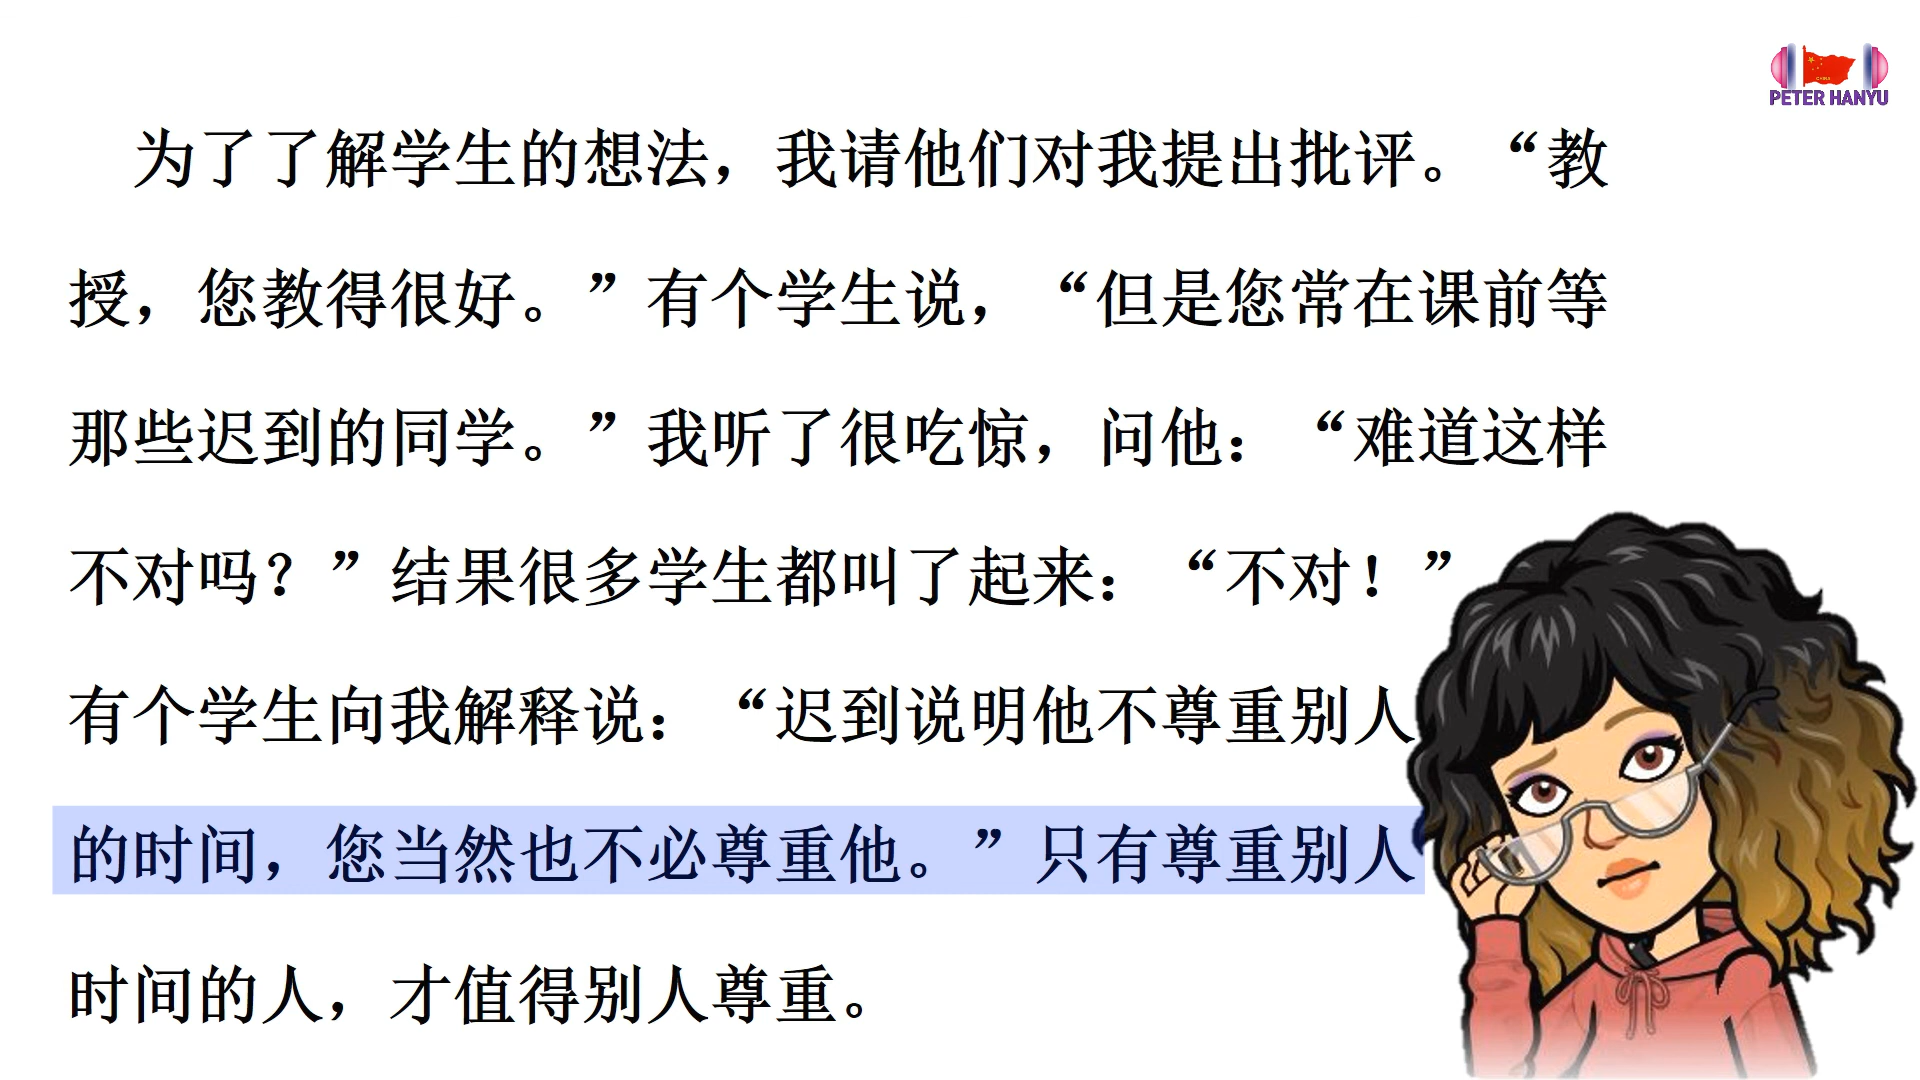 PETER HANYU
为了了解学生的想法，我请他们对我提出批评。“教
授，您教得很好。”有个学生说，“但是您常在课前等
那些迟到的同学。”我听了很吃惊，问他：“难道这样
不对吗？”结果很多学生都叫了起来：“不对！”
有个学生向我解释说：“迟到说明他不尊重别人
的时间，您当然也不必尊重他。”只有尊重别人
时间的人，才值得别人尊重。